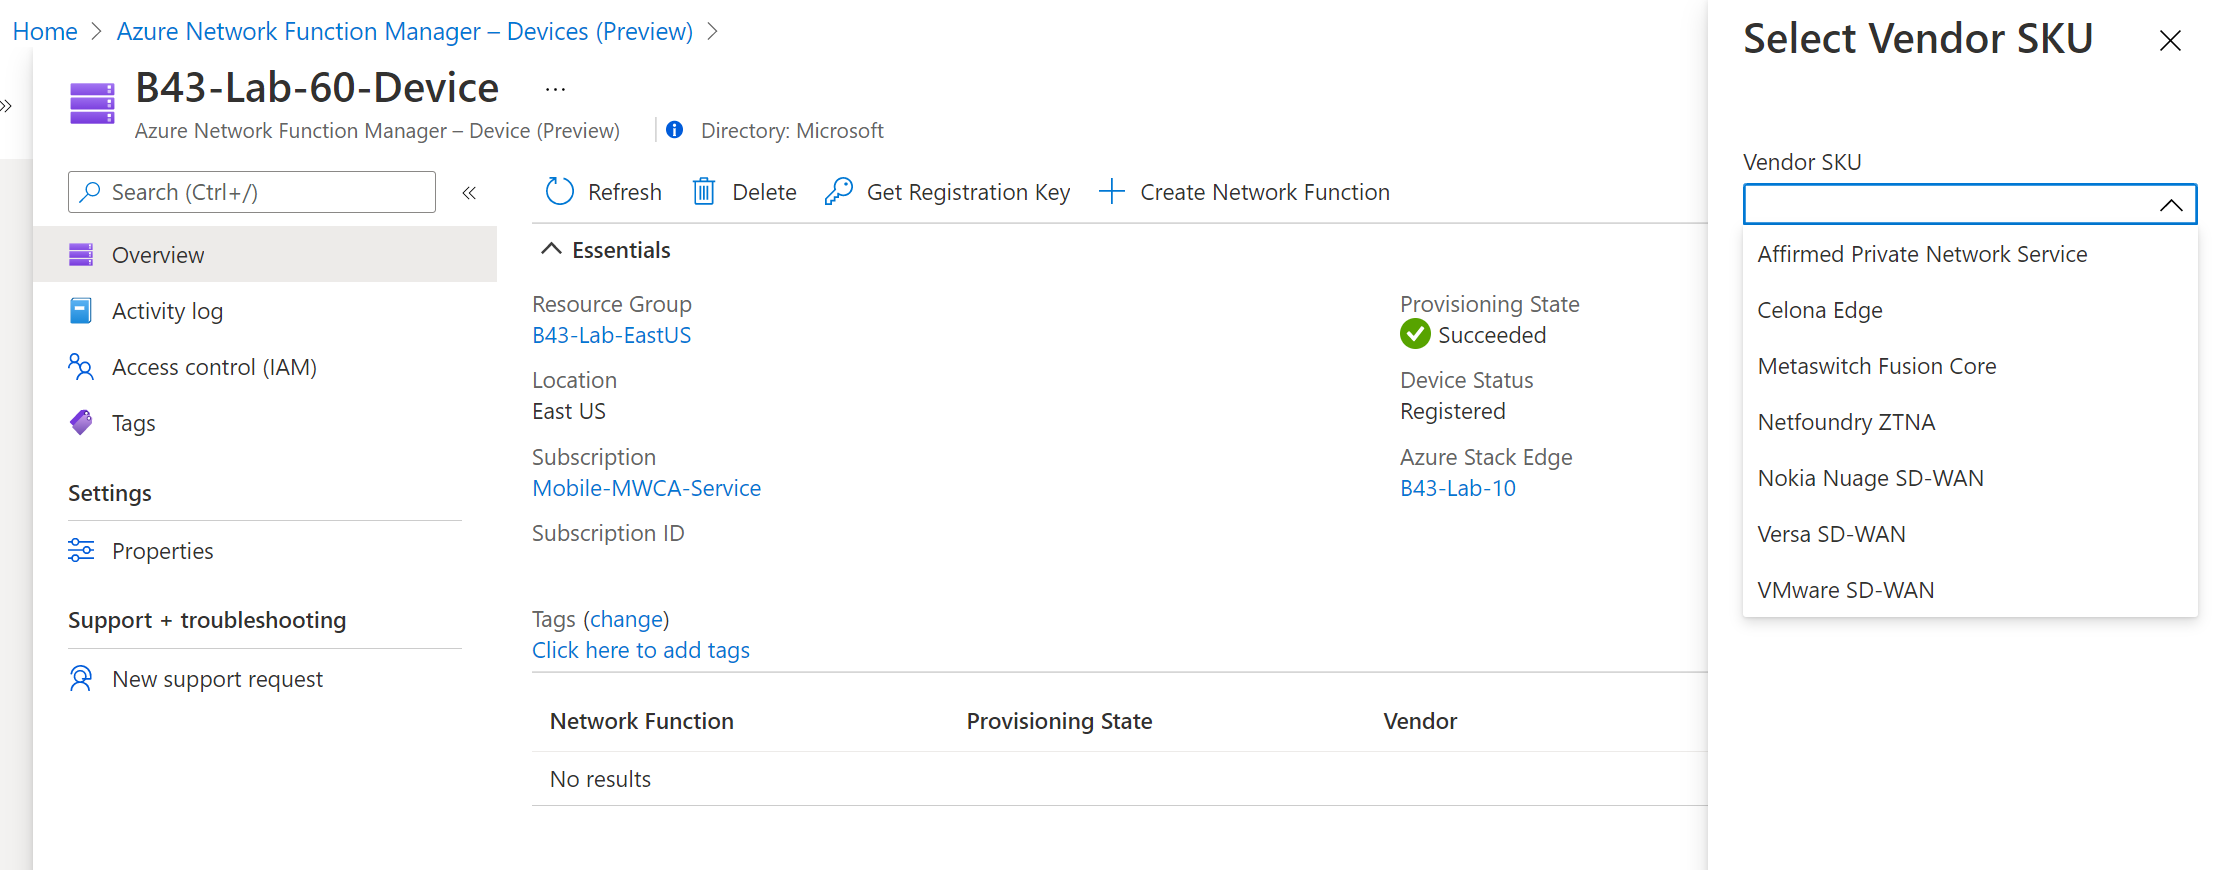 Home > Azure Network Function Manager – Devices (Preview) >
B43-Lab-60-Device ...
Azure Network Function Manager – Device (Preview)
Directory: Microsoft
Search (Ctrl+/)
Overview
Activity log
Access control (IAM)
Tags
Settings
Properties
Support + troubleshooting
New support request
Refresh
Delete
Get Registration Key
Create Network Function
Essentials
Resource Group
B43-Lab-EastUS
Location
East US
Subscription
Mobile-MWCA-Service
Subscription ID
Provisioning State
Succeeded
Device Status
Registered
Azure Stack Edge
B43-Lab-10
Tags (change)
Click here to add tags
Network Function Provisioning State Vendor
No results
Select Vendor SKU
Vendor SKU
Affirmed Private Network Service
Celona Edge
Metaswitch Fusion Core
Netfoundry ZTNA
Nokia Nuage SD-WAN
Versa SD-WAN
VMware SD-WAN